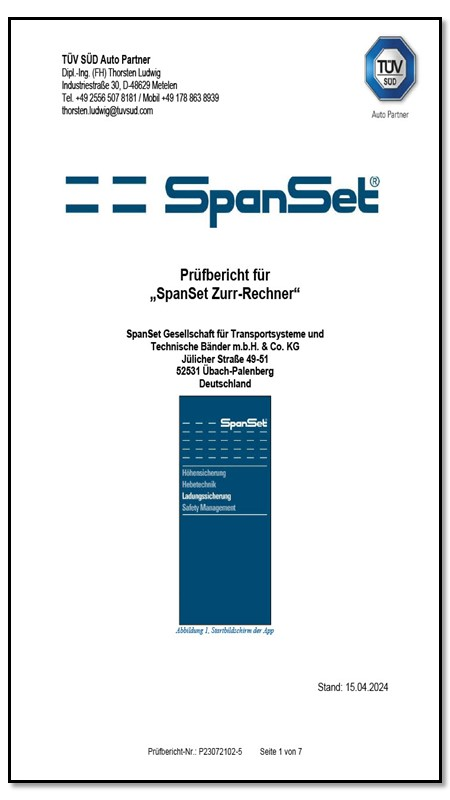 TÜV SÜD Auto Partner
Dipl.-Ing. (FH) Thorsten Ludwig
Industriestraße 30, D-48629 Metelen
Tel. +49 2556 507 8181 / Mobil +49 178 863 8939
thorsten.ludwig@tuvsud.com
TÜV
SÜD
Auto Partner
SpanSet®
Prüfbericht für
„SpanSet Zurr-Rechner“
SpanSet Gesellschaft für Transportsysteme und
Technische Bänder m.b.H. & Co. KG
Jülicher Straße 49-51
52531 Übach-Palenberg
Deutschland
SpanSet
Höhensicherung
Hebetechnik
Ladungssicherung
Safety Management
Abbildung 1, Startbildschirm der App
Stand: 15.04.2024
Prüfbericht-Nr.: P23072102-5 Seite 1 von 7